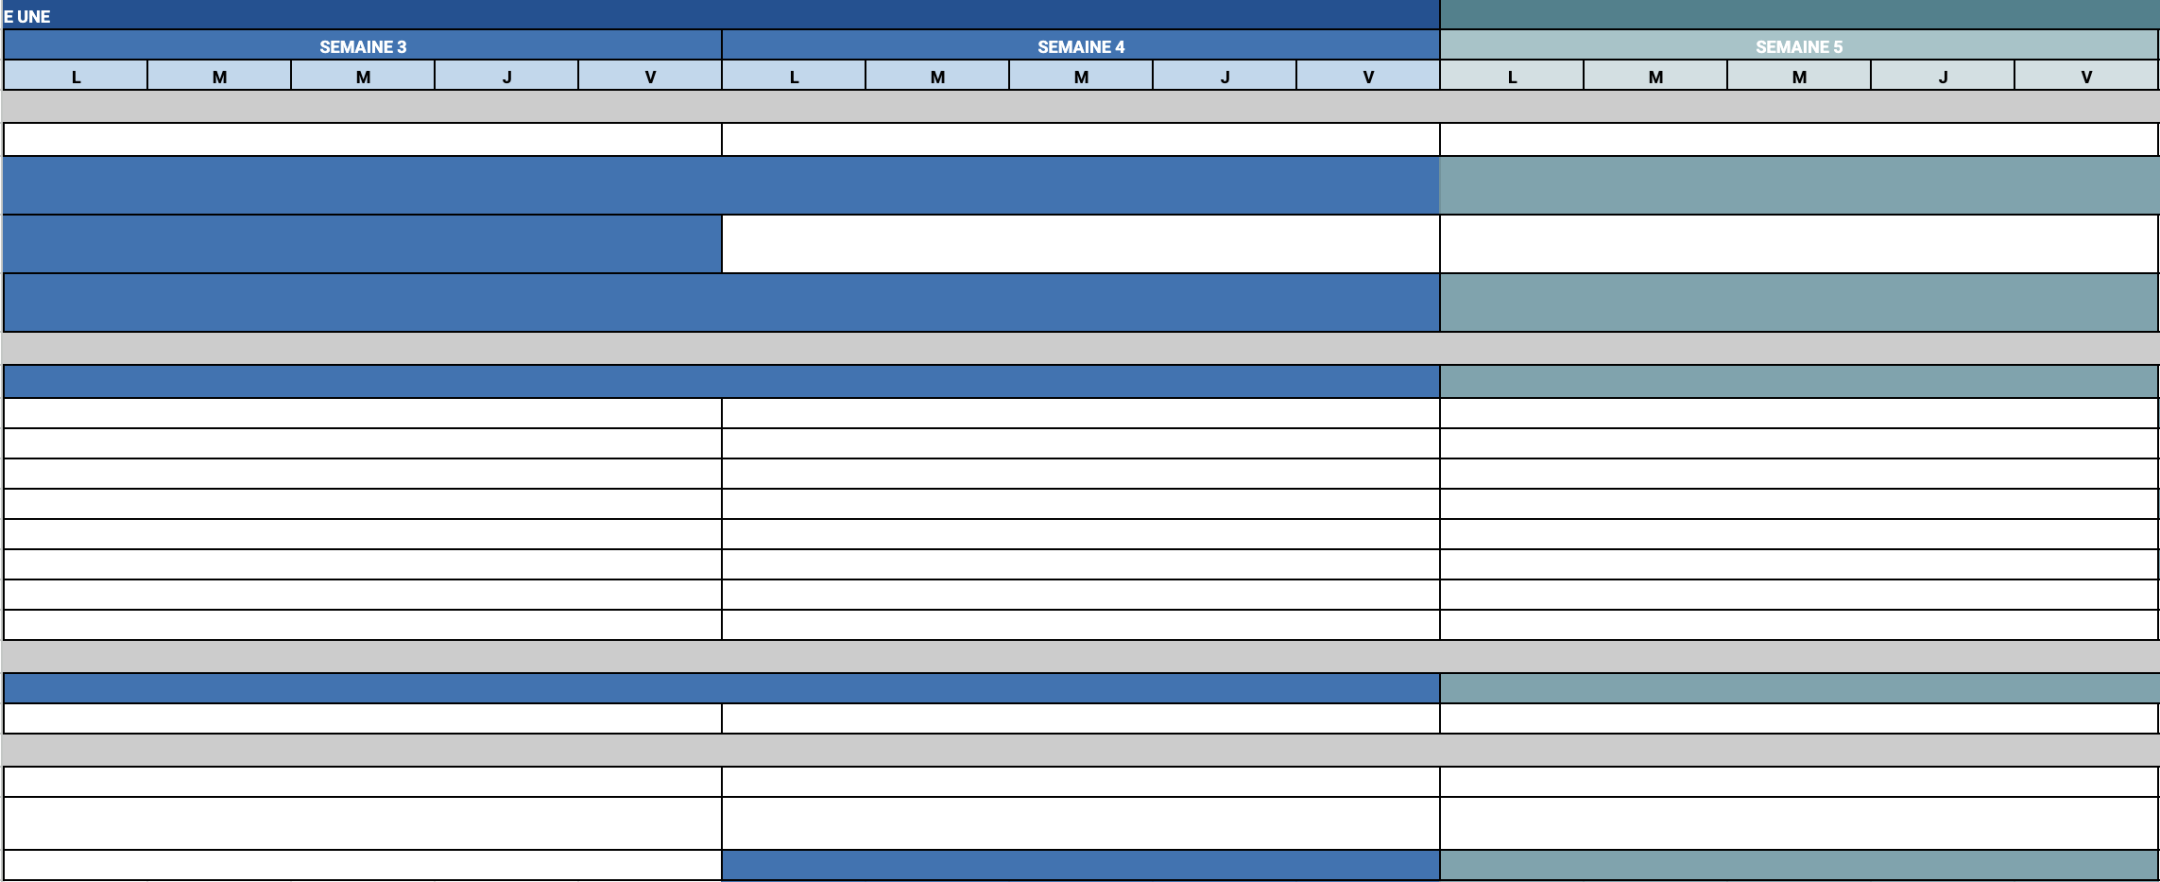 E UNE
SEMAINE 3 SEMAINE 4 SEMAINE 5
L M M J V L M M J V L M M J V